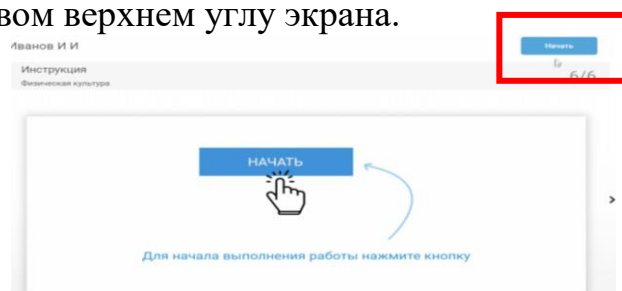 вом верхнем углу экрана.
Иванов И И
Начать
Инструкция
6/6
Физическая культура
НАЧАТЬ
Для начала выполнения работы нажмите кнопку